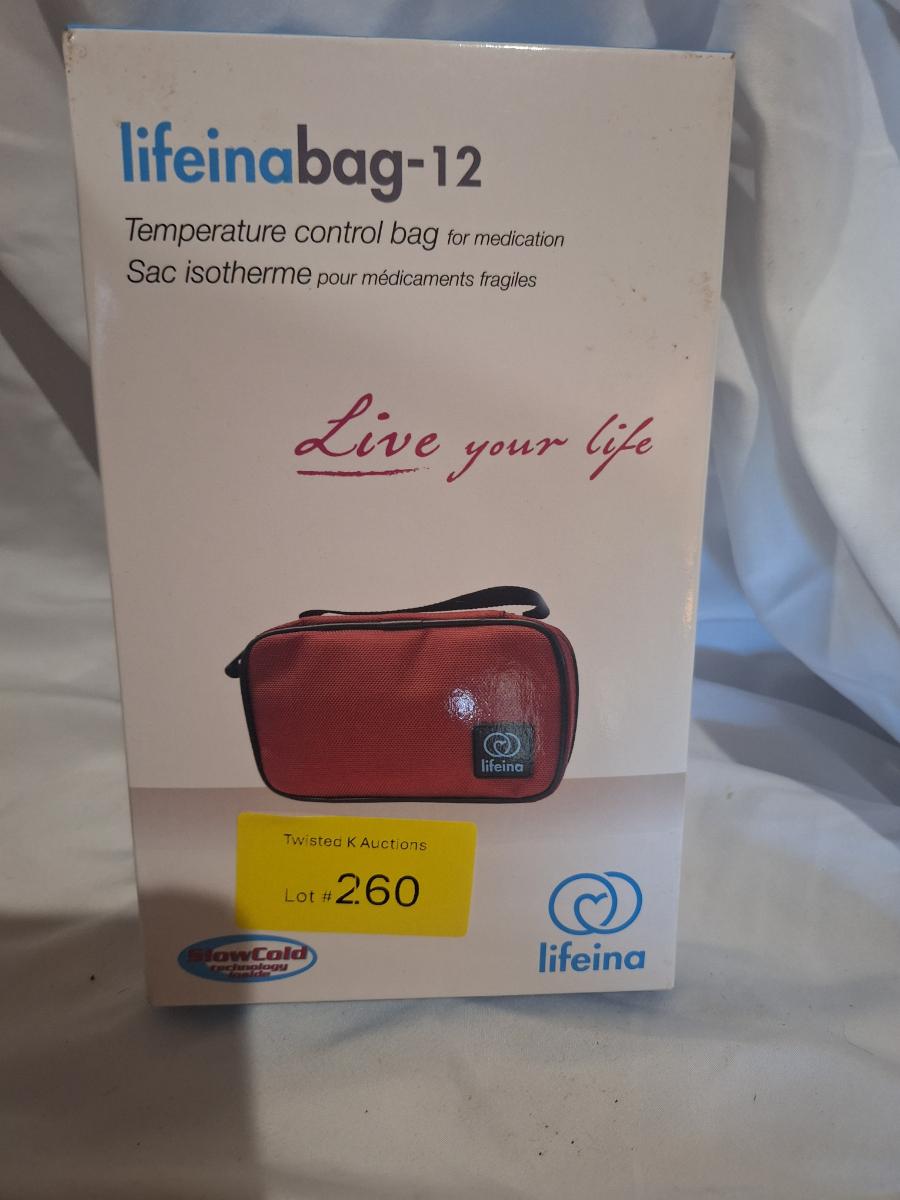 lifeinabag-12
Temperature control bag for medication
Sac isotherme pour médicaments fragiles
Live your life
lifeina
Twisted K Auctions
Lot # 260
SlowCold
technology
inside
lifeina